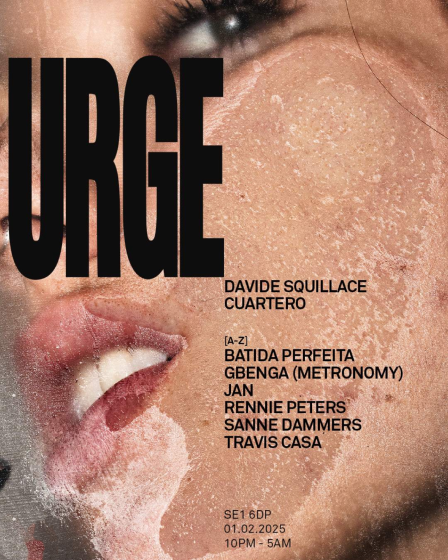 URGE
DAVIDE SQUILLACE
CUARTERO
[A-Z]
BATIDA PERFEITA
GBENGA (METRONOMY)
JAN
RENNIE PETERS
SANNE DAMMERS
TRAVIS CASA
SE1 6DP
01.02.2025
10PM - 5AM